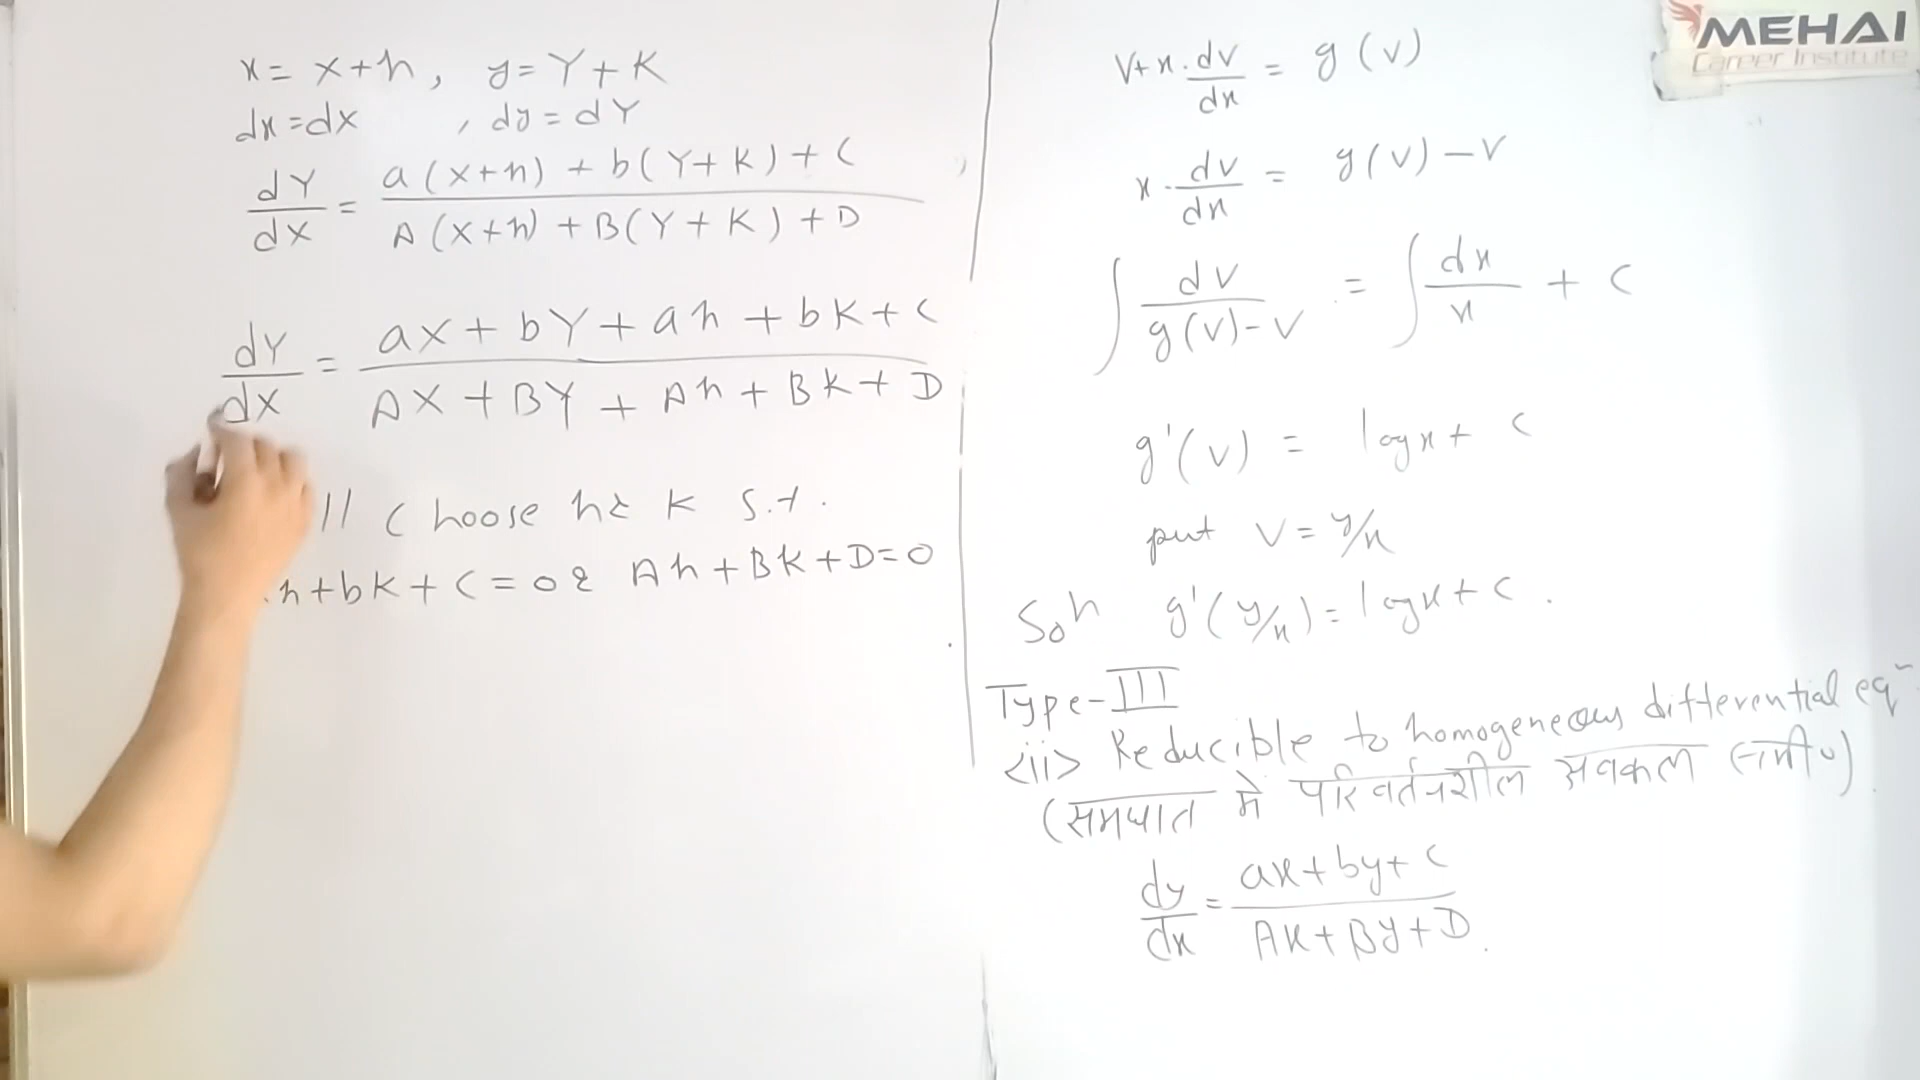 x = X+h, y = Y+K
dx = dX , dy = dY
dY/dX = a(X+h) + b(Y+K) + C / A(X+h) + B(Y+K) + D
dY/dX = aX + bY + ah + bK + C / AX + BY + Ah + BK + D
ll Choose h & K s.t.
h+bK+C=0 & Ah+BK+D=0
MEHAI
Career Institute
V+x.dv/dx = g(v)
x.dv/dx = g(v)-v
∫ dv/g(v)-v = ∫ dx/x + C
g'(v) = logx + C
put V = y/x
Soln g'(y/x) = logx + C.
Type-III
<ii> Reducible to homogeneous differential eqn
(समघात में परिवर्तनशील अवकल समी०)
dy/dx = ax+by+C / Ax+By+D.